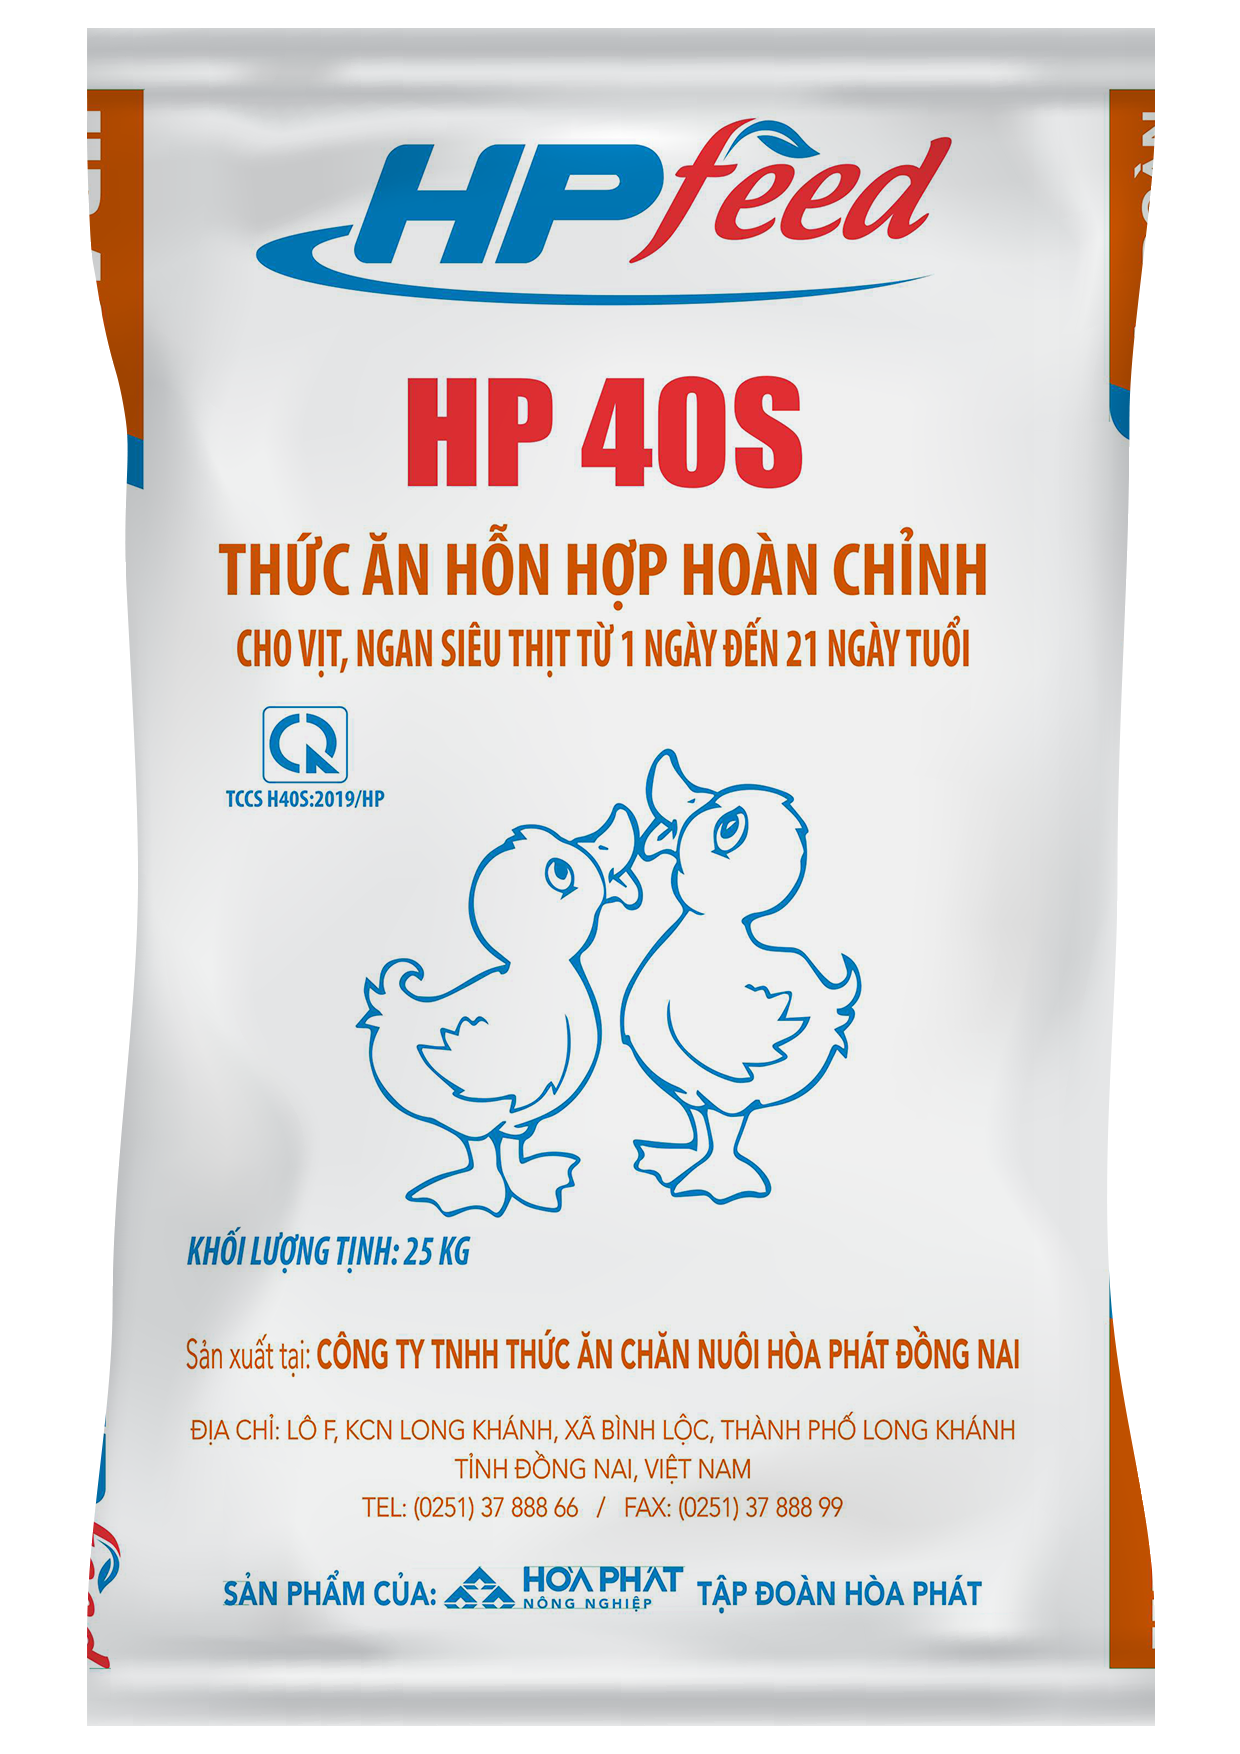 HPfeed
HP 40S
THỨC ĂN HỖN HỢP HOÀN CHỈNH
CHO VỊT, NGAN SIÊU THỊT TỪ 1 NGÀY ĐẾN 21 NGÀY TUỔI
TCCS H40S:2019/HP
KHỐI LƯỢNG TỊNH: 25 KG
Sản xuất tại: CÔNG TY TNHH THỨC ĂN CHĂN NUÔI HÒA PHÁT ĐỒNG NAI
ĐỊA CHỈ: LÔ F, KCN LONG KHÁNH, XÃ BÌNH LỘC, THÀNH PHỐ LONG KHÁNH
TỈNH ĐỒNG NAI, VIỆT NAM
TEL: (0251) 37 888 66 / FAX: (0251) 37 888 99
SẢN PHẨM CỦA: HÒA PHÁT NÔNG NGHIỆP TẬP ĐOÀN HÒA PHÁT